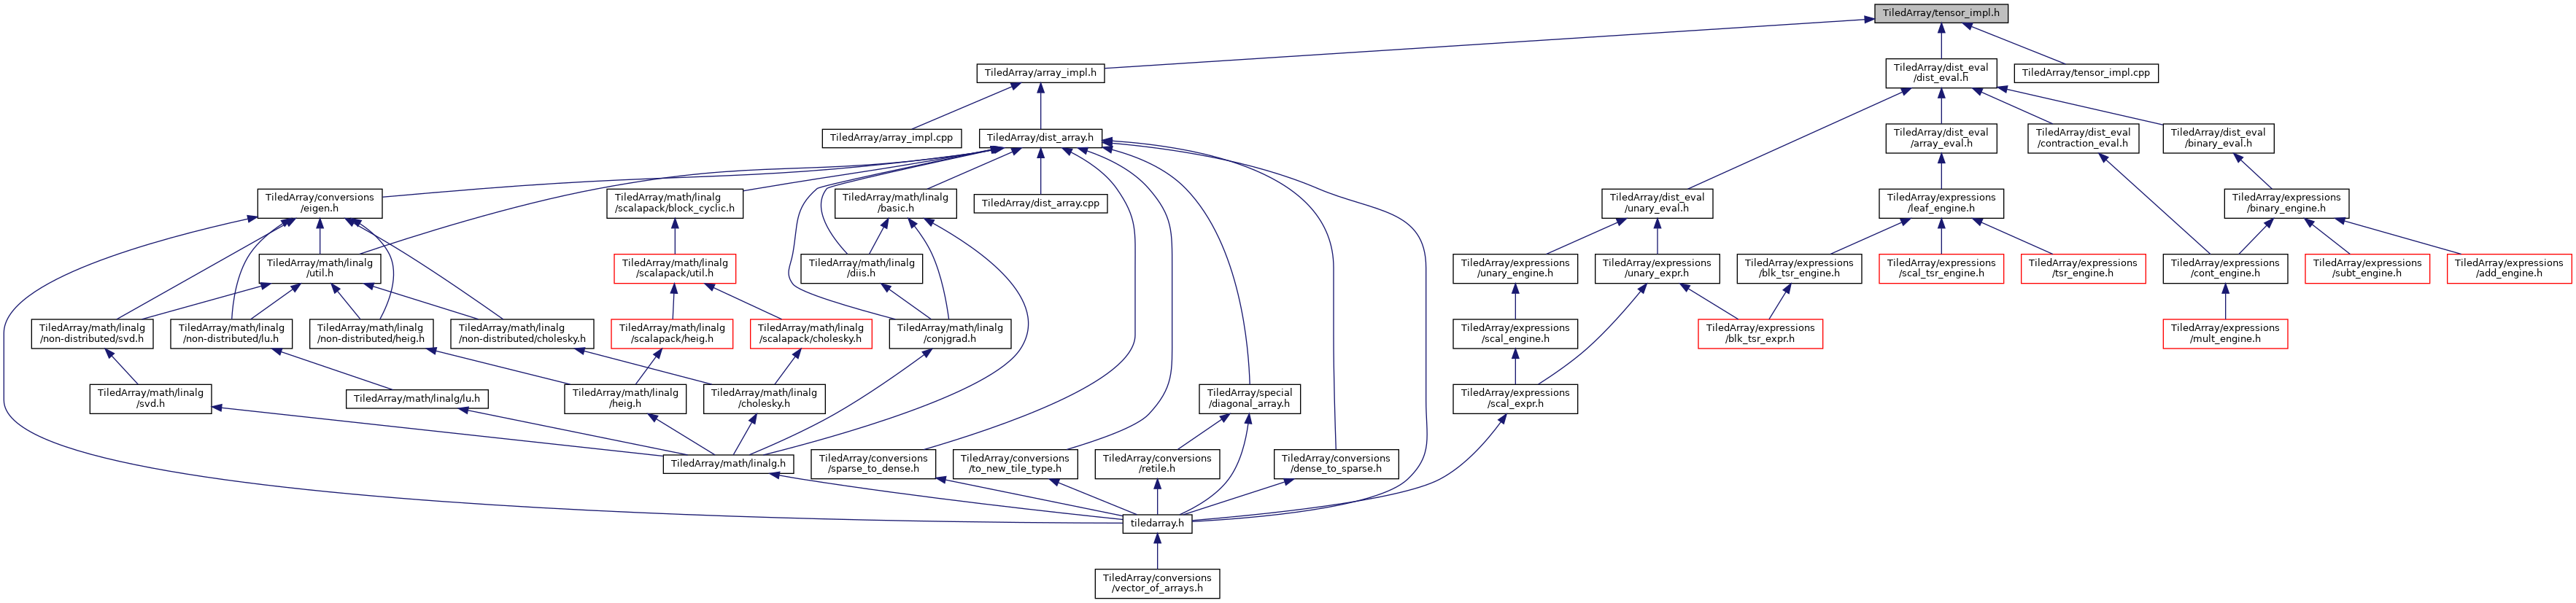 TiledArray/tensor_impl.h
TiledArray/array_impl.h
TiledArray/dist_eval
/dist_eval.h
TiledArray/tensor_impl.cpp
TiledArray/array_impl.cpp
TiledArray/dist_array.h
TiledArray/dist_eval
/array_eval.h
TiledArray/dist_eval
/contraction_eval.h
TiledArray/dist_eval
/binary_eval.h
TiledArray/conversions
/eigen.h
TiledArray/math/linalg
/scalapack/block_cyclic.h
TiledArray/math/linalg
/basic.h
TiledArray/dist_array.cpp
TiledArray/dist_eval
/unary_eval.h
TiledArray/expressions
/leaf_engine.h
TiledArray/expressions
/binary_engine.h
TiledArray/math/linalg
/util.h
TiledArray/math/linalg
/scalapack/util.h
TiledArray/math/linalg
/diis.h
TiledArray/expressions
/unary_engine.h
TiledArray/expressions
/unary_expr.h
TiledArray/expressions
/blk_tsr_engine.h
TiledArray/expressions
/scal_tsr_engine.h
TiledArray/expressions
/tsr_engine.h
TiledArray/expressions
/cont_engine.h
TiledArray/expressions
/subt_engine.h
TiledArray/expressions
/add_engine.h
TiledArray/math/linalg
/non-distributed/svd.h
TiledArray/math/linalg
/non-distributed/lu.h
TiledArray/math/linalg
/non-distributed/heig.h
TiledArray/math/linalg
/non-distributed/cholesky.h
TiledArray/math/linalg
/scalapack/heig.h
TiledArray/math/linalg
/scalapack/cholesky.h
TiledArray/math/linalg
/conjgrad.h
TiledArray/expressions
/scal_engine.h
TiledArray/expressions
/blk_tsr_expr.h
TiledArray/expressions
/mult_engine.h
TiledArray/math/linalg
/svd.h
TiledArray/math/linalg/lu.h
TiledArray/math/linalg
/heig.h
TiledArray/math/linalg
/cholesky.h
TiledArray/special
/diagonal_array.h
TiledArray/expressions
/scal_expr.h
TiledArray/math/linalg.h
TiledArray/conversions
/sparse_to_dense.h
TiledArray/conversions
/to_new_tile_type.h
TiledArray/conversions
/retile.h
TiledArray/conversions
/dense_to_sparse.h
tiledarray.h
TiledArray/conversions
/vector_of_arrays.h